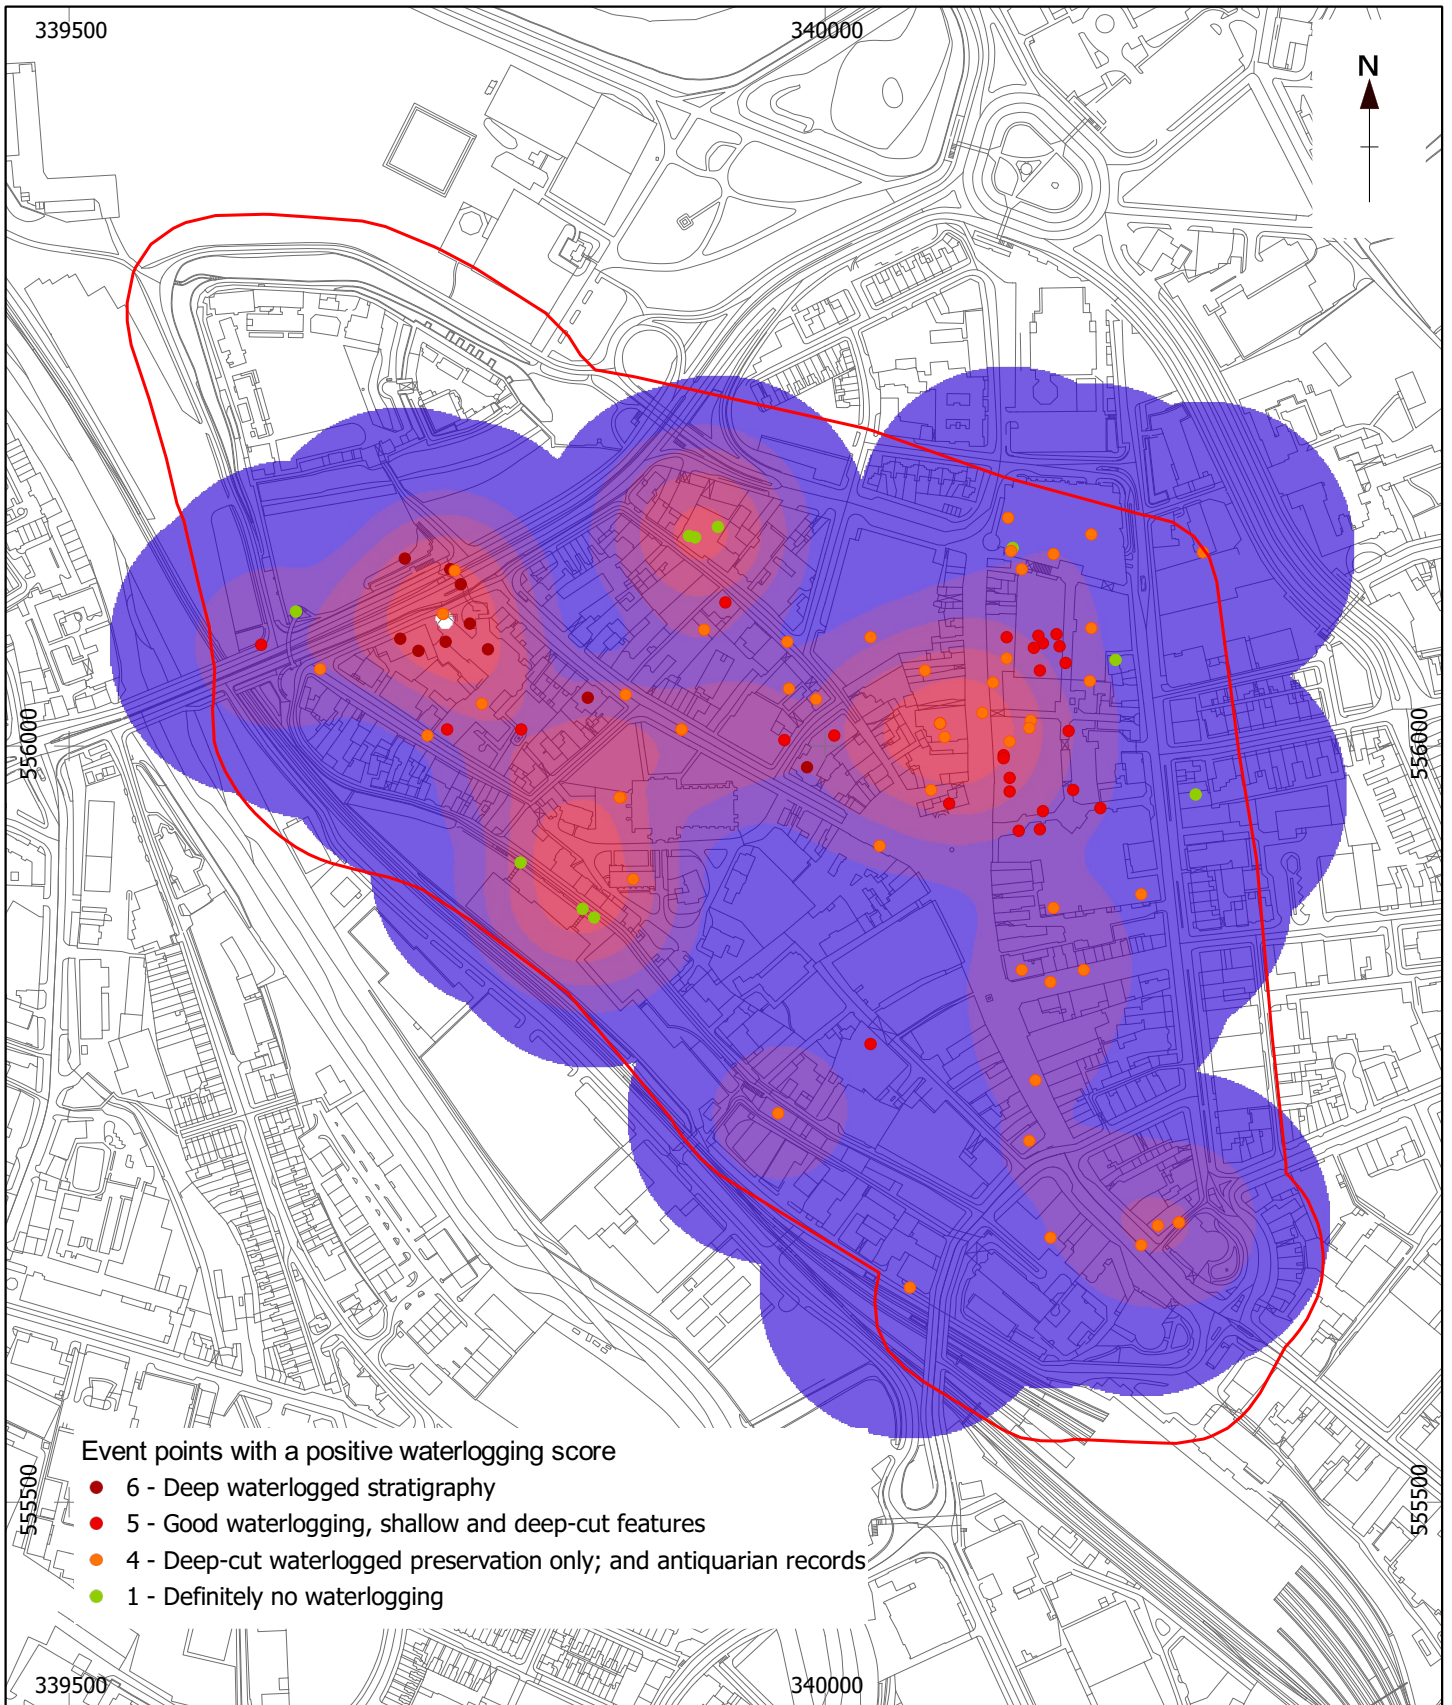 339500
340000
N
556000
556000
Event points with a positive waterlogging score
6 - Deep waterlogged stratigraphy
5 - Good waterlogging, shallow and deep-cut features
4 - Deep-cut waterlogged preservation only; and antiquarian records
1 - Definitely no waterlogging
555500
555500
339500
340000